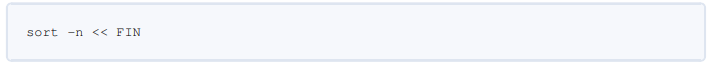 sort -n << FIN